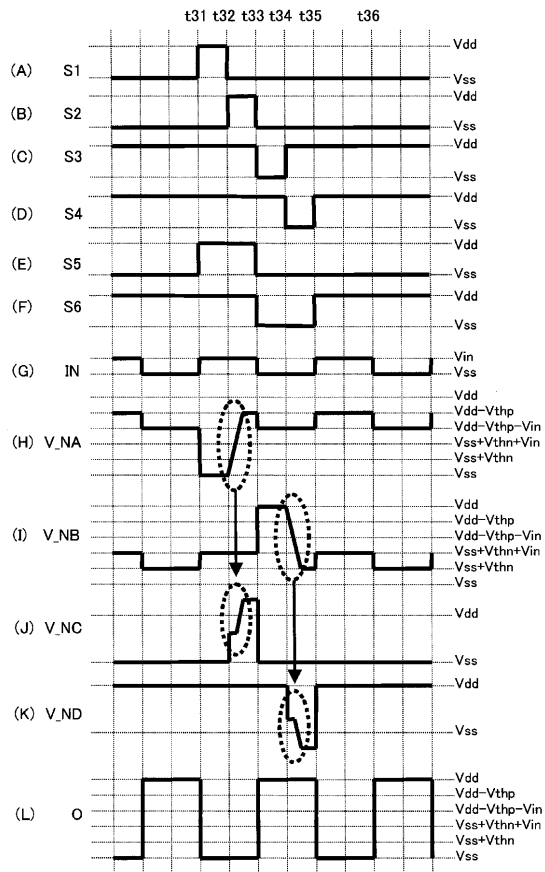 t31 t32 t33 t34 t35 t36
Vdd
(A) S1
Vss
Vdd
(B) S2
Vss
Vdd
(C) S3
Vss
Vdd
(D) S4
Vss
Vdd
(E) S5
Vss
Vdd
(F) S6
Vss
Vin
(G) IN
Vss
Vdd
Vdd-Vthp
Vdd-Vthp-Vin
(H) V_NA
Vss+Vthn+Vin
Vss+Vthn
Vss
Vdd
Vdd-Vthp
(I) V_NB
Vdd-Vthp-Vin
Vss+Vthn+Vin
Vss+Vthn
Vss
Vdd
(J) V_NC
Vss
Vdd
(K) V_ND
Vss
Vdd
Vdd-Vthp
Vdd-Vthp-Vin
(L) O
Vss+Vthn+Vin
Vss+Vthn
Vss